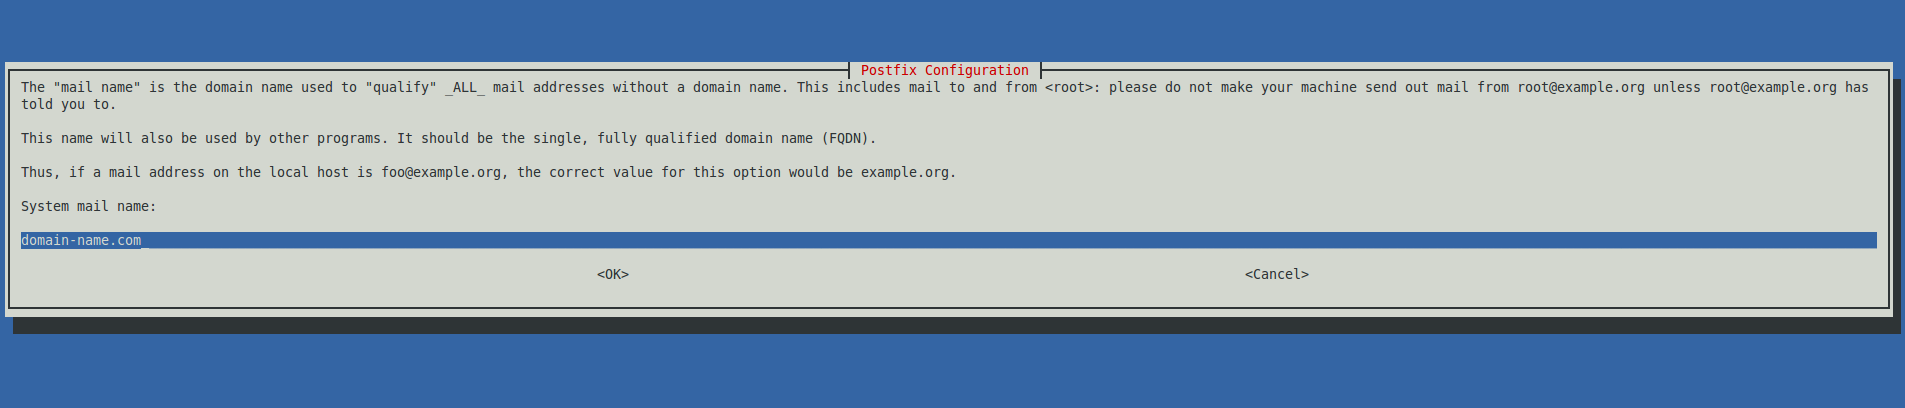 Postfix Configuration
The "mail name" is the domain name used to "qualify" _ALL_ mail addresses without a domain name. This includes mail to and from <root>: please do not make your machine send out mail from root@example.org unless root@example.org has
told you to.
This name will also be used by other programs. It should be the single, fully qualified domain name (FQDN).
Thus, if a mail address on the local host is foo@example.org, the correct value for this option would be example.org.
System mail name:
domain-name.com_
<OK> <Cancel>